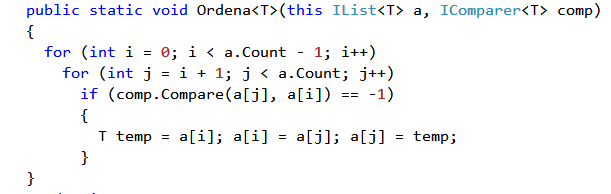 public static void Ordena<T>(this IList<T> a, IComparer<T> comp)
{
for (int i = 0; i < a.Count - 1; i++)
for (int j = i + 1; j < a.Count; j++)
if (comp.Compare(a[j], a[i]) == -1)
{
T temp = a[i]; a[i] = a[j]; a[j] = temp;
}
}